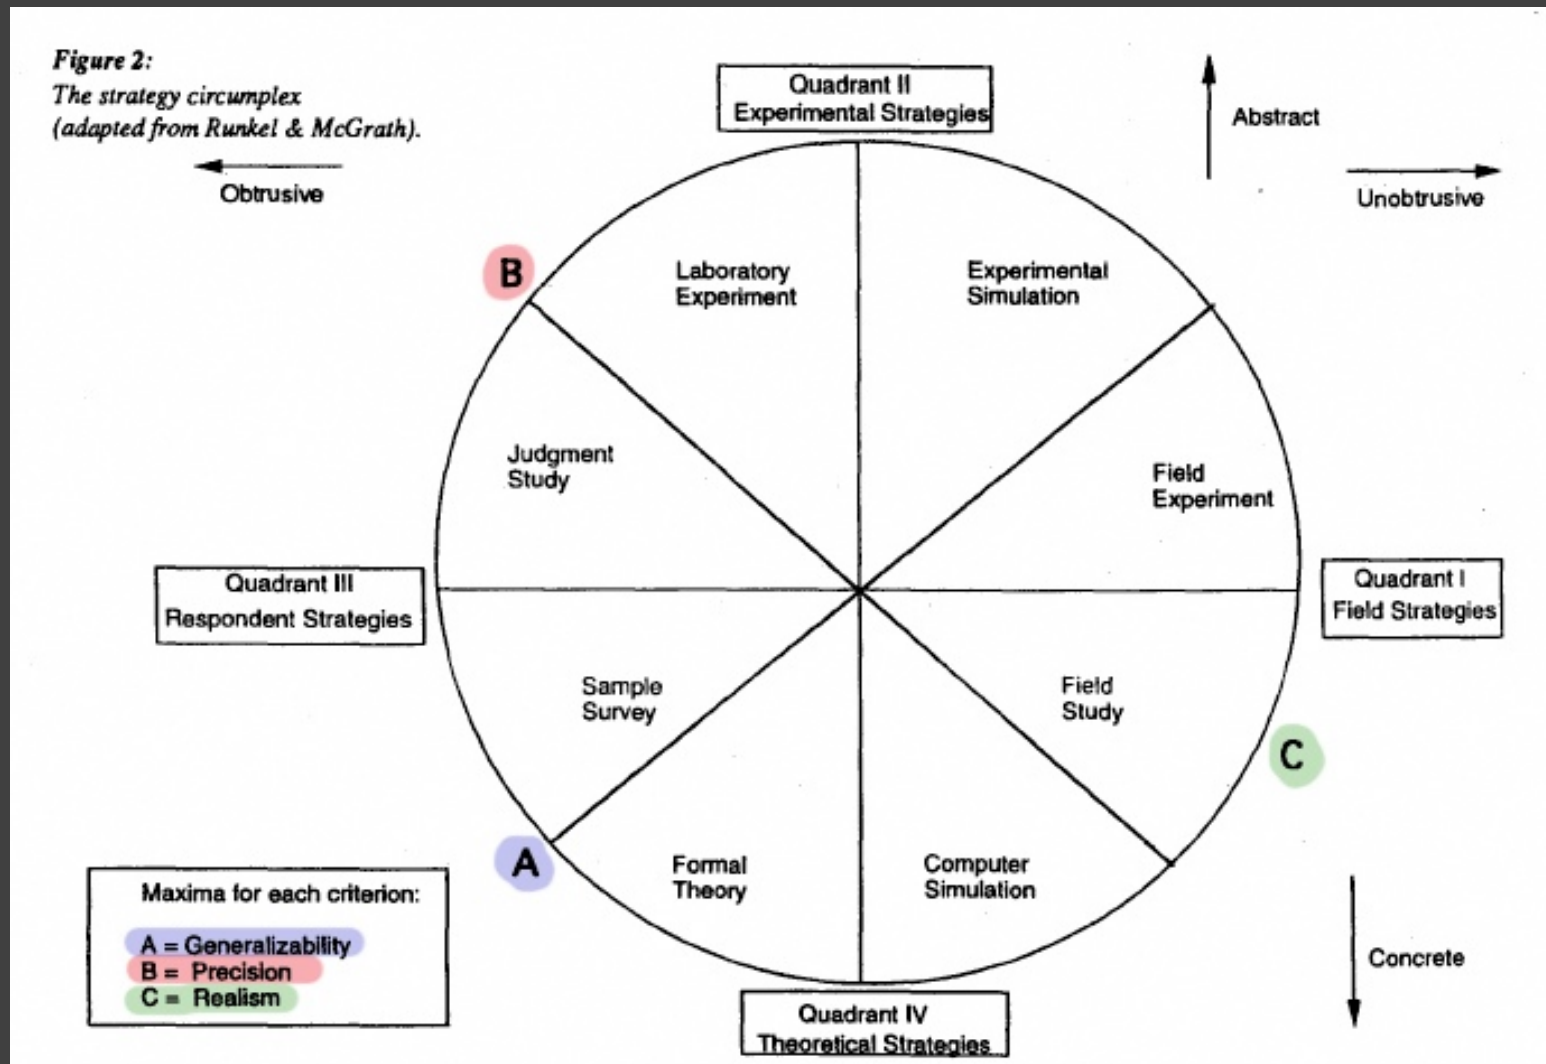 Figure 2:
The strategy circumplex
(adapted from Runkel & McGrath).
Obtrusive
Quadrant II
Experimental Strategies
Abstract
Unobtrusive
B
Laboratory
Experiment
Experimental
Simulation
Judgment
Study
Field
Experiment
Quadrant III
Respondent Strategies
Quadrant I
Field Strategies
Sample
Survey
Field
Study
C
A
Formal
Theory
Computer
Simulation
Maxima for each criterion:
A = Generalizability
B = Precision
C = Realism
Concrete
Quadrant IV
Theoretical Strategies